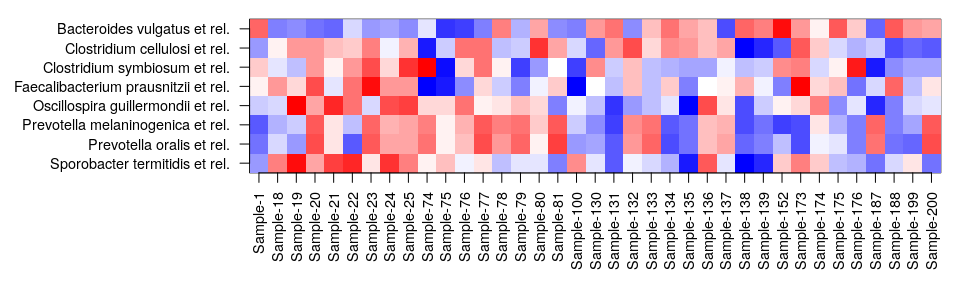 Bacteroides vulgatus et rel.
Clostridium cellulosi et rel.
Clostridium symbiosum et rel.
Faecalibacterium prausnitzii et rel.
Oscillospira guillermondii et rel.
Prevotella melaninogenica et rel.
Prevotella oralis et rel.
Sporobacter termitidis et rel.
Sample-1
Sample-18
Sample-19
Sample-20
Sample-21
Sample-22
Sample-23
Sample-24
Sample-25
Sample-74
Sample-75
Sample-76
Sample-77
Sample-78
Sample-79
Sample-80
Sample-81
Sample-100
Sample-130
Sample-131
Sample-132
Sample-133
Sample-134
Sample-135
Sample-136
Sample-137
Sample-138
Sample-139
Sample-152
Sample-173
Sample-174
Sample-175
Sample-176
Sample-187
Sample-188
Sample-199
Sample-200